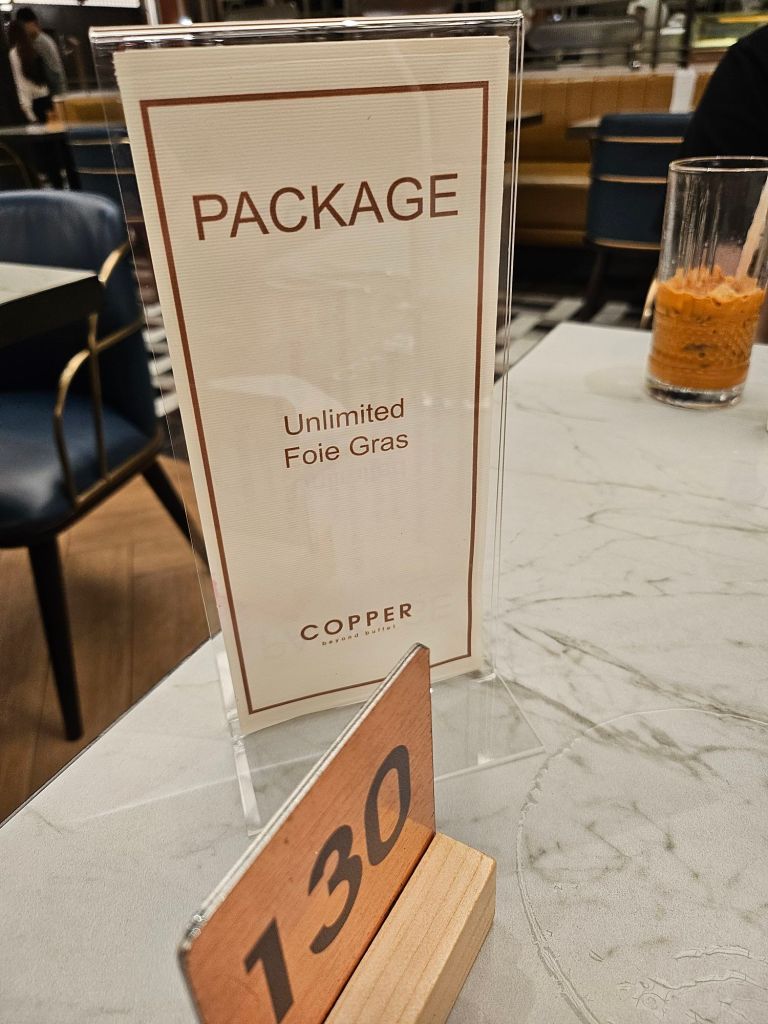 PACKAGE
Unlimited
Foie Gras
COPPER
beyond buffet
130